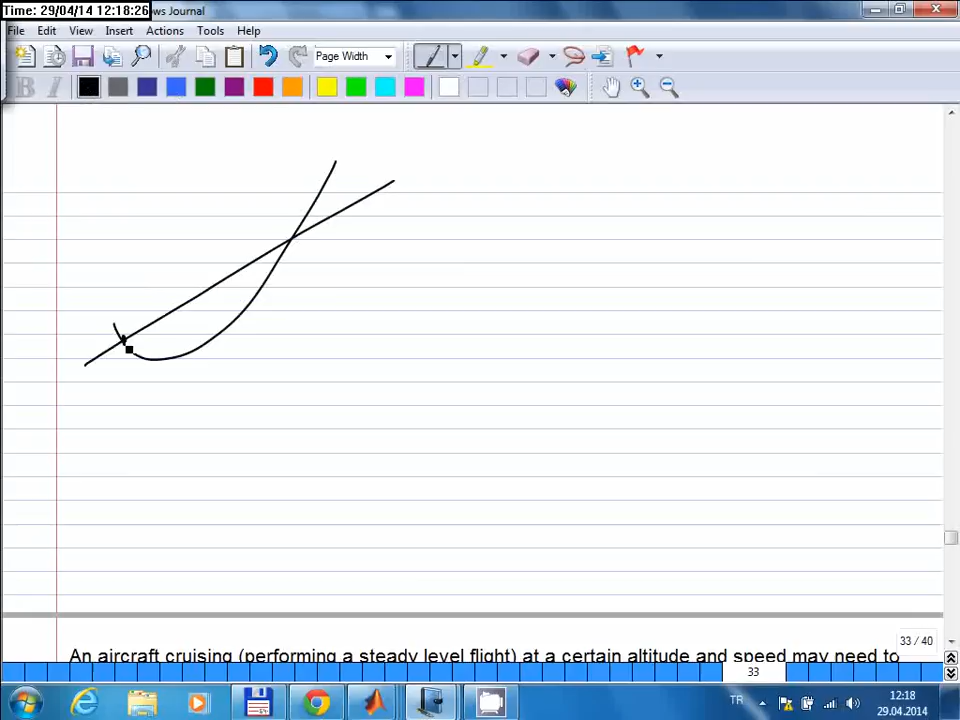 Time: 29/04/14 12:18:26 ws Journal
File Edit View Insert Actions Tools Help
Page Width
B I
33 / 40
An aircraft cruising (performing a steady level flight) at a certain altitude and speed may need to
33
TR 12:18
29.04.2014